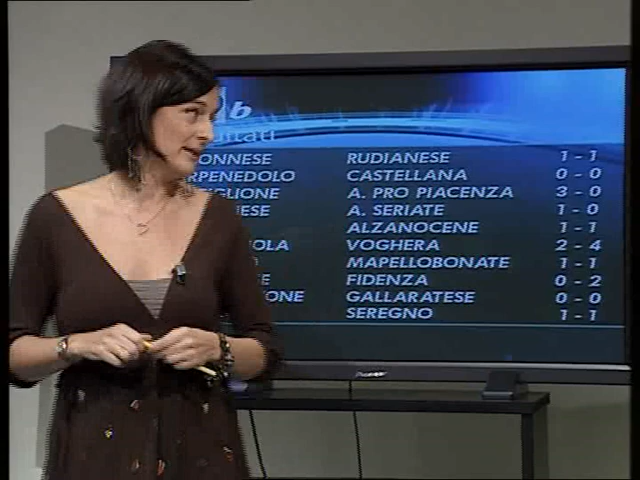 b
ltati
ONNESE RUDIANESE 1 - 1
RPENEDOLO CASTELLANA 0 - 0
GLIONE A. PRO PIACENZA 3 - 0
ESE A. SERIATE 1 - 0
ALZANOCENE 1 - 1
OLA VOGHERA 2 - 4
MAPELLOBONATE 1 - 1
E FIDENZA 0 - 2
ONE GALLARATESE 0 - 0
SEREGNO 1 - 1